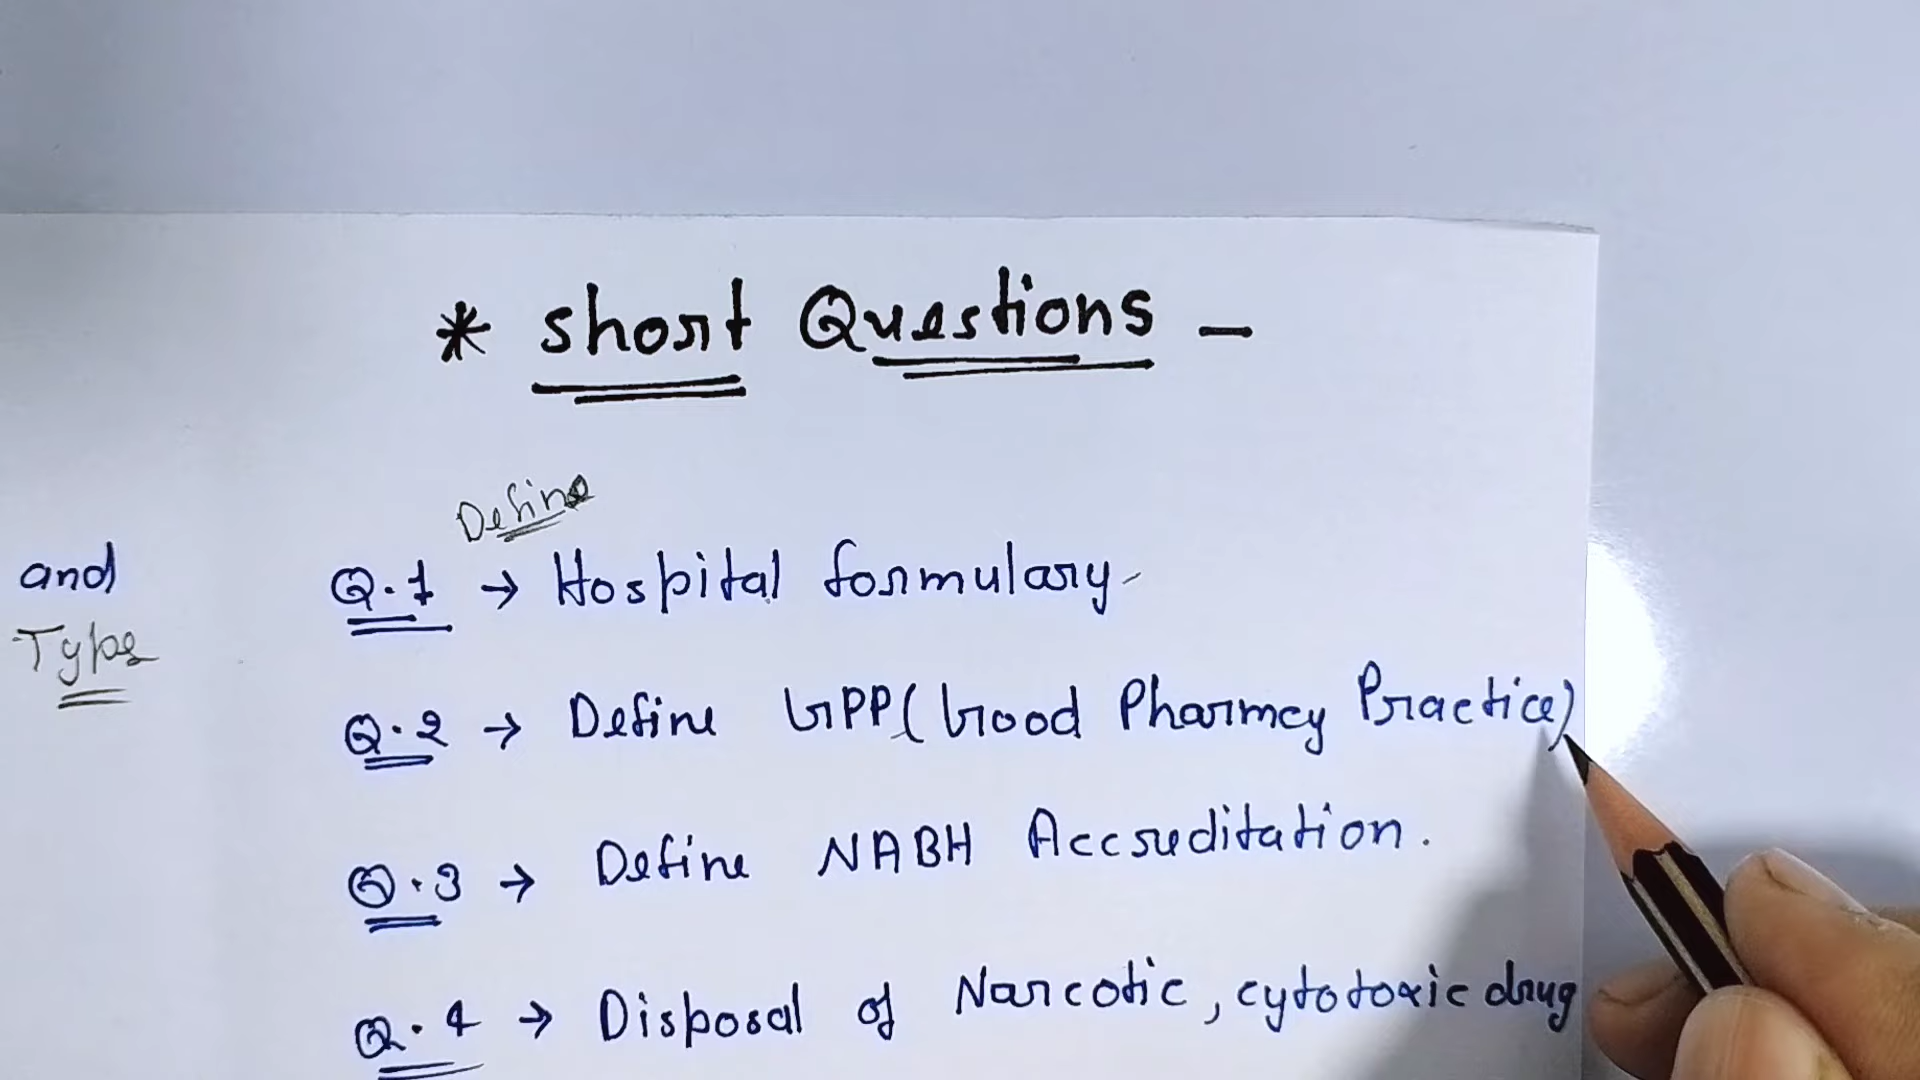 * Short Questions -
Define
Q.1 → Hospital formulary
Q.2 → Define GPP (Good Pharmcy Practice)
Q.3 → Define NABH Accreditation.
Q.4 → Disposal of Narcotic, cytotoxic drug
and
Type